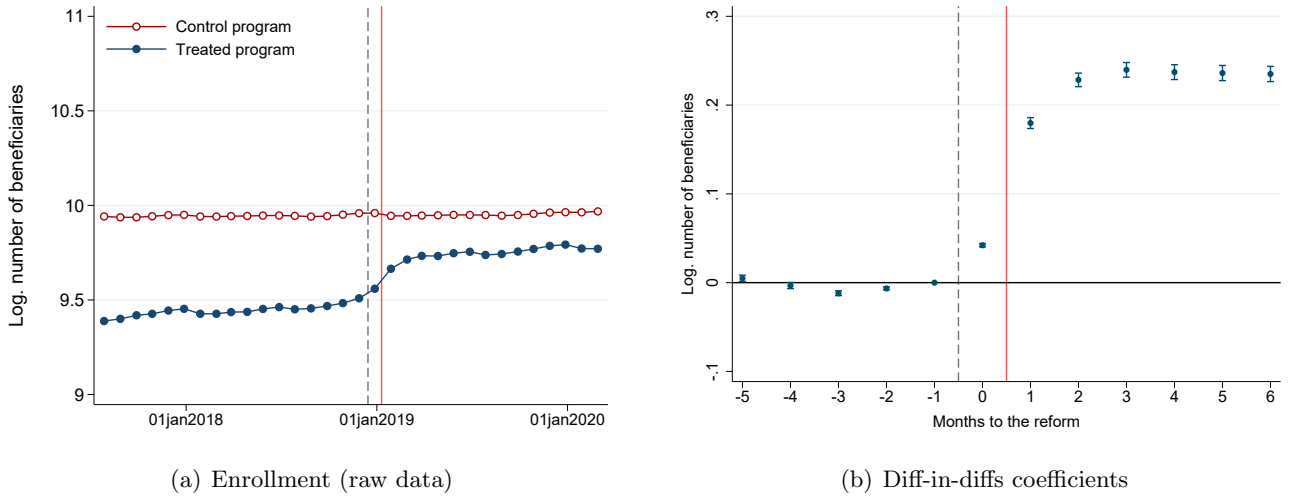 Log. number of beneficiaries
11
10.5
10
9.5
9
Control program
Treated program
01jan2018
01jan2019
01jan2020
(a) Enrollment (raw data)
Log. number of beneficiaries
.3
.2
.1
0
-.1
-5 -4 -3 -2 -1 0 1 2 3 4 5 6
Months to the reform
(b) Diff-in-diffs coefficients